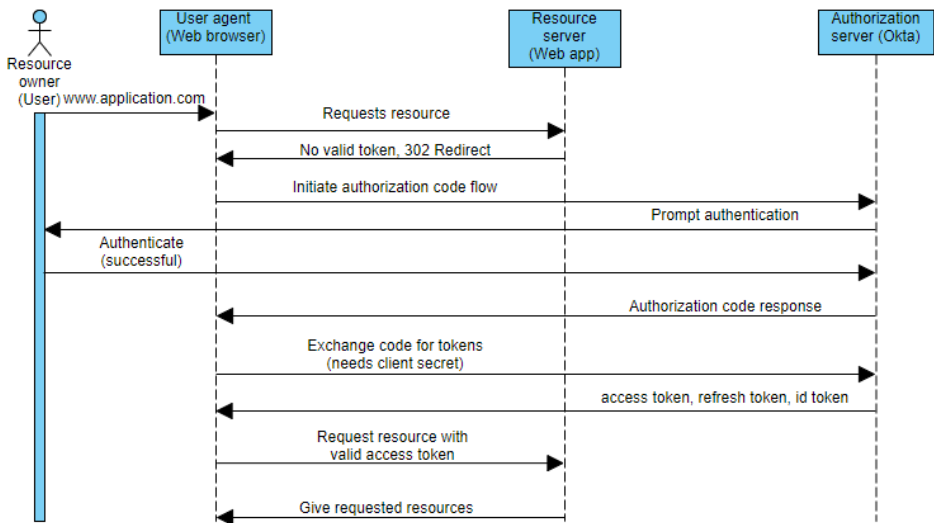 User agent
(Web browser)
Resource
server
(Web app)
Authorization
server (Okta)
Resource
owner
(User)
www.application.com
Requests resource
No valid token, 302 Redirect
Initiate authorization code flow
Prompt authentication
Authenticate
(successful)
Authorization code response
Exchange code for tokens
(needs client secret)
access token, refresh token, id token
Request resource with
valid access token
Give requested resources